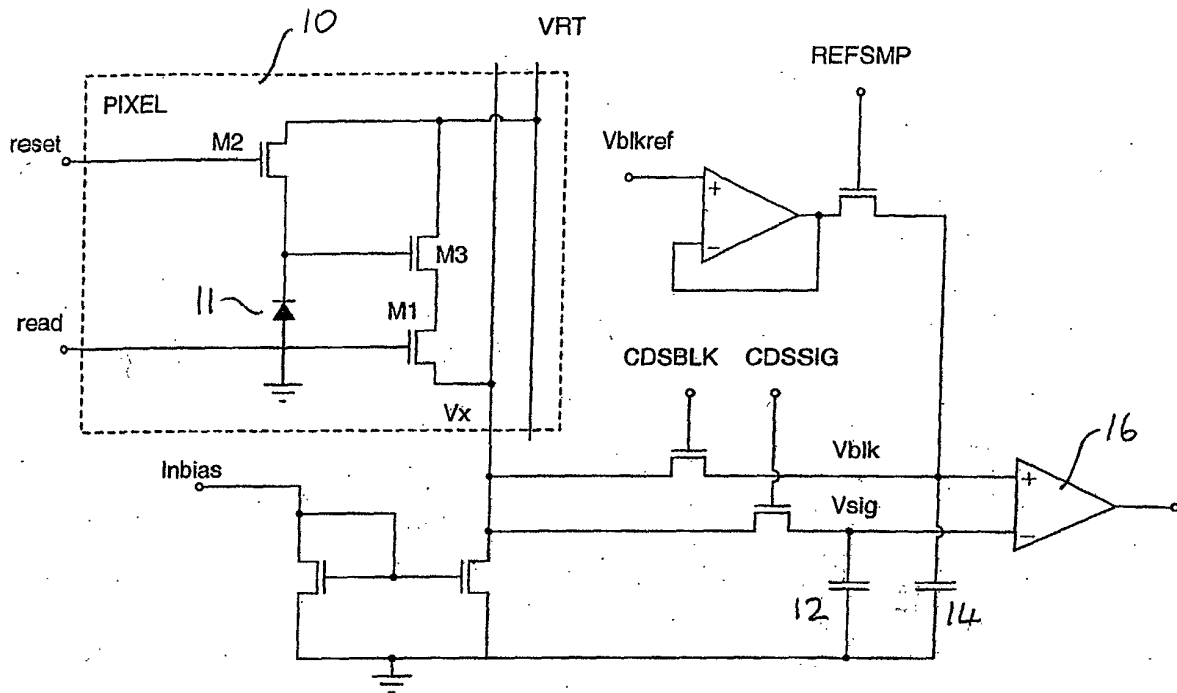 10
VRT
REFSMP
PIXEL
reset
M2
Vblkref
+
−
M3
11
M1
read
CDSBLK
CDSSIG
Vx
16
Inbias
Vblk
+
Vsig
−
12
14